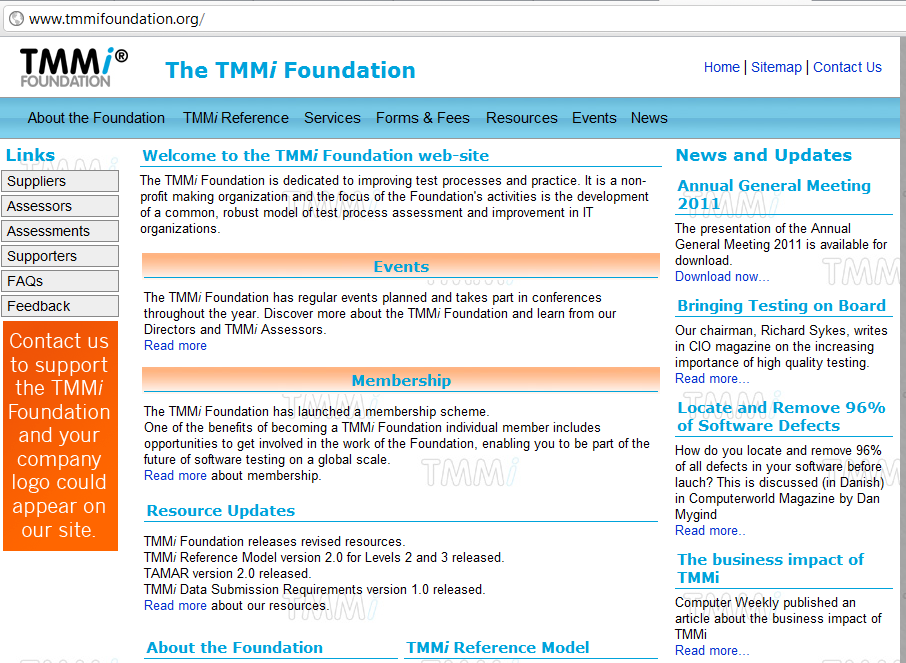 www.tmmifoundation.org/
TMMi®
FOUNDATION
The TMMi Foundation
Home | Sitemap | Contact Us
About the Foundation TMMi Reference Services Forms & Fees Resources Events News
Links
Suppliers
Assessors
Assessments
Supporters
FAQs
Feedback
Contact us
to support
the TMMi
Foundation
and your
company
logo could
appear on
our site.
Welcome to the TMMi Foundation web-site
The TMMi Foundation is dedicated to improving test processes and practice. It is a non-
profit making organization and the focus of the Foundation's activities is the development
of a common, robust model of test process assessment and improvement in IT
organizations.
Events
The TMMi Foundation has regular events planned and takes part in conferences
throughout the year. Discover more about the TMMi Foundation and learn from our
Directors and TMMi Assessors.
Read more
Membership
The TMMi Foundation has launched a membership scheme.
One of the benefits of becoming a TMMi Foundation individual member includes
opportunities to get involved in the work of the Foundation, enabling you to be part of the
future of software testing on a global scale.
Read more about membership.
Resource Updates
TMMi Foundation releases revised resources.
TMMi Reference Model version 2.0 for Levels 2 and 3 released.
TAMAR version 2.0 released.
TMMi Data Submission Requirements version 1.0 released.
Read more about our resources.
About the Foundation
TMMi Reference Model
News and Updates
Annual General Meeting
2011
The presentation of the Annual
General Meeting 2011 is available for
download.
Download now...
Bringing Testing on Board
Our chairman, Richard Sykes, writes
in CIO magazine on the increasing
importance of high quality testing.
Read more...
Locate and Remove 96%
of Software Defects
How do you locate and remove 96%
of all defects in your software before
lauch? This is discussed (in Danish)
in Computerworld Magazine by Dan
Mygind
Read more..
The business impact of
TMMi
Computer Weekly published an
article about the business impact of
TMMi
Read more...